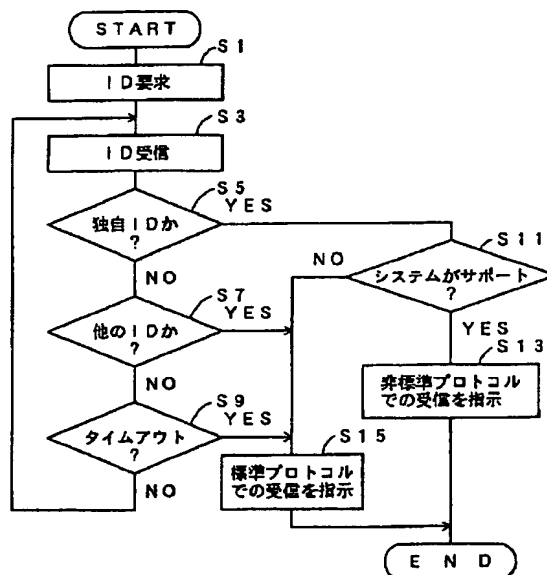 START
S1
ID要求
S3
ID受信
S5
独自IDか
?
YES
NO
S7
他のIDか
?
YES
NO
S9
タイムアウト
?
YES
NO
S11
システムがサポート
?
NO
YES
S13
非標準プロトコル
での受信を指示
S15
標準プロトコル
での受信を指示
END